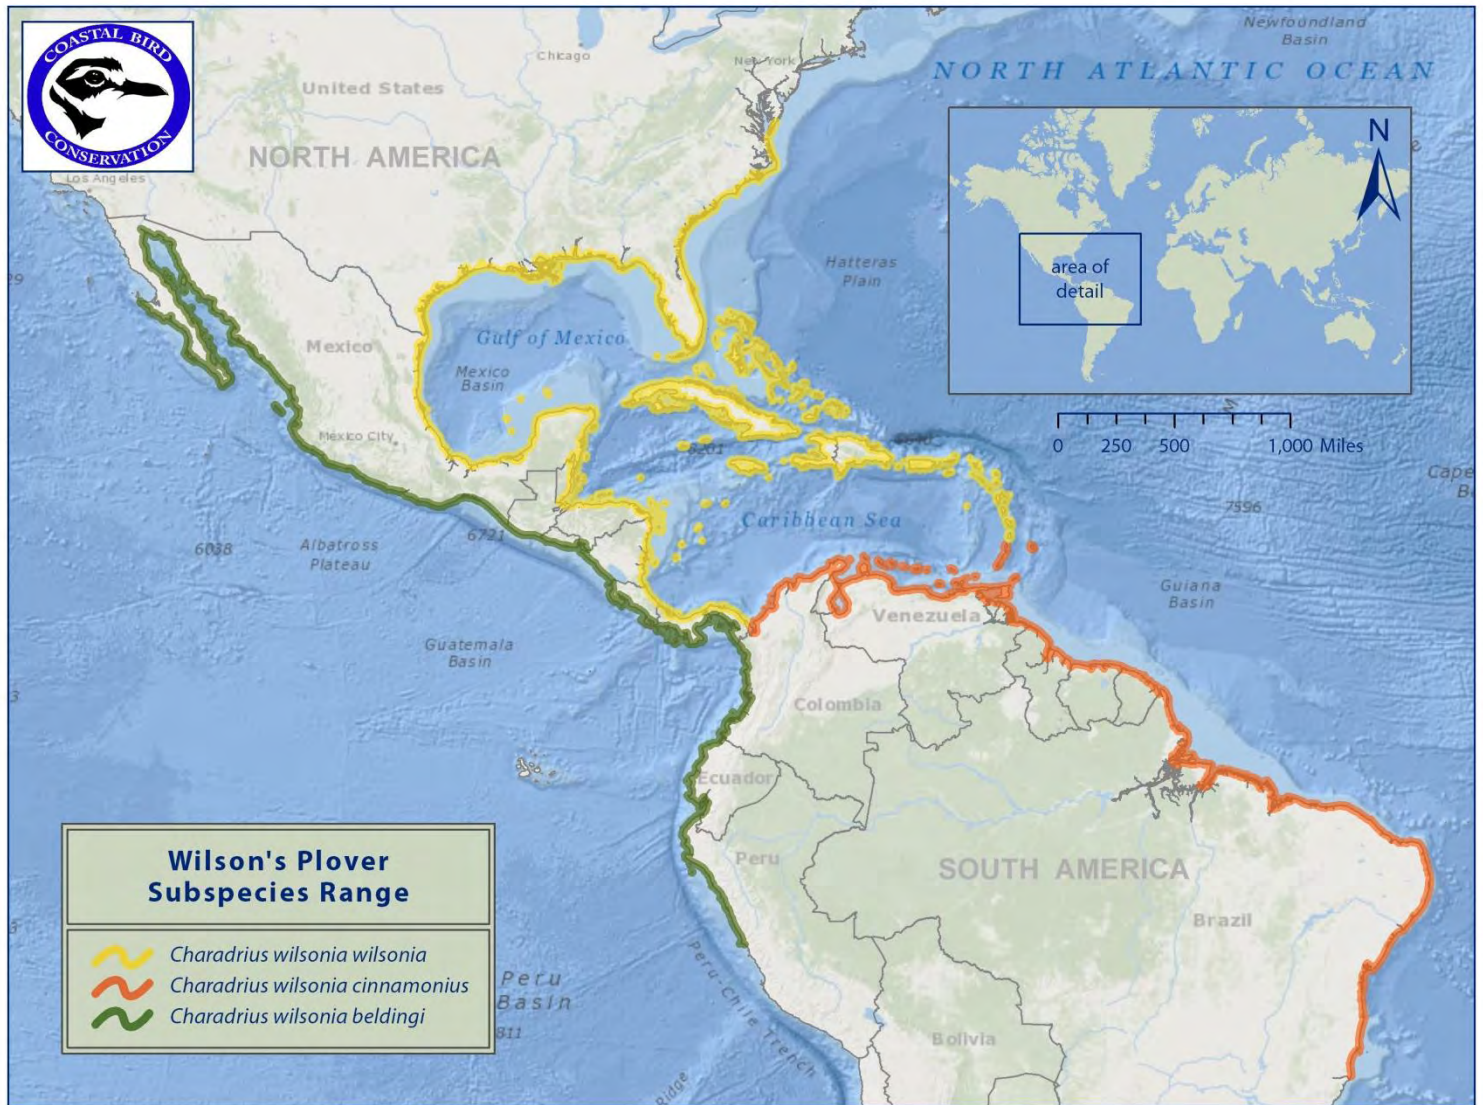 COASTAL BIRD
CONSERVATION
Newfoundland
Basin
Chicago
New York
NORTH ATLANTIC OCEAN
United States
NORTH AMERICA
Los Angeles
N
area of
detail
Hatteras
Plain
Gulf of Mexico
Mexico
Mexico
Basin
Mexico City
0 250 500 1,000 Miles
Caribbean Sea
7596
6038
Albatross
Plateau
6721
Guiana
Basin
Venezuela
Guatemala
Basin
Colombia
Ecuador
Peru
SOUTH AMERICA
Brazil
Wilson's Plover
Subspecies Range
Charadrius wilsonia wilsonia
Charadrius wilsonia cinnamonius
Charadrius wilsonia beldingi
Peru
Basin
Peru-Chile Trench
811
Bolivia
Ridge